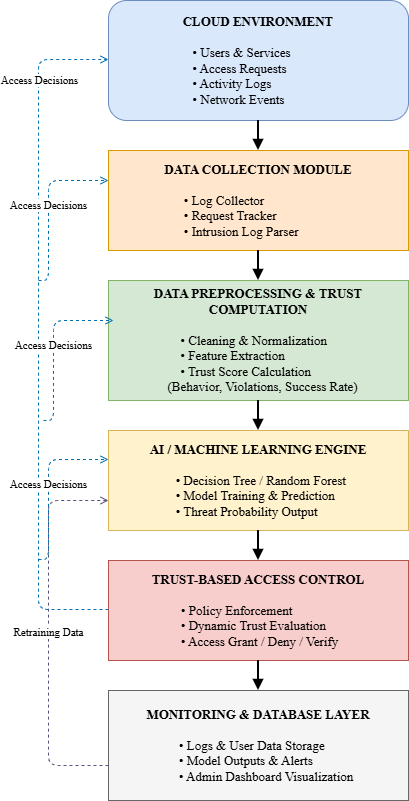 CLOUD ENVIRONMENT
• Users & Services
• Access Requests
• Activity Logs
• Network Events
Access Decisions
DATA COLLECTION MODULE
• Log Collector
• Request Tracker
• Intrusion Log Parser
Access Decisions
DATA PREPROCESSING & TRUST
COMPUTATION
• Cleaning & Normalization
• Feature Extraction
• Trust Score Calculation
(Behavior, Violations, Success Rate)
Access Decisions
AI / MACHINE LEARNING ENGINE
• Decision Tree / Random Forest
• Model Training & Prediction
• Threat Probability Output
Access Decisions
TRUST-BASED ACCESS CONTROL
• Policy Enforcement
• Dynamic Trust Evaluation
• Access Grant / Deny / Verify
Retraining Data
MONITORING & DATABASE LAYER
• Logs & User Data Storage
• Model Outputs & Alerts
• Admin Dashboard Visualization